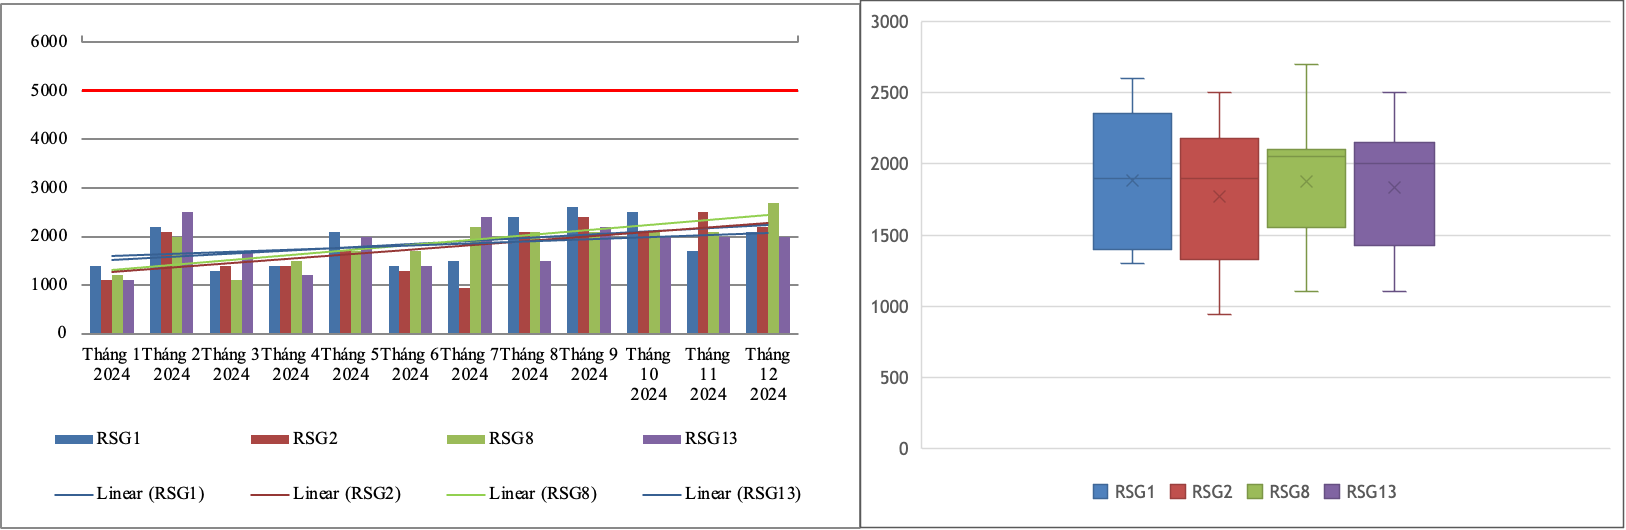 6000
5000
4000
3000
2000
1000
0
Tháng 1 Tháng 2 Tháng 3 Tháng 4 Tháng 5 Tháng 6 Tháng 7 Tháng 8 Tháng 9 Tháng Tháng Tháng
2024 2024 2024 2024 2024 2024 2024 2024 2024 10 11 12
2024 2024 2024
RSG1 RSG2 RSG8 RSG13
Linear (RSG1) Linear (RSG2) Linear (RSG8) Linear (RSG13)
3000
2500
2000
1500
1000
500
0
RSG1 RSG2 RSG8 RSG13